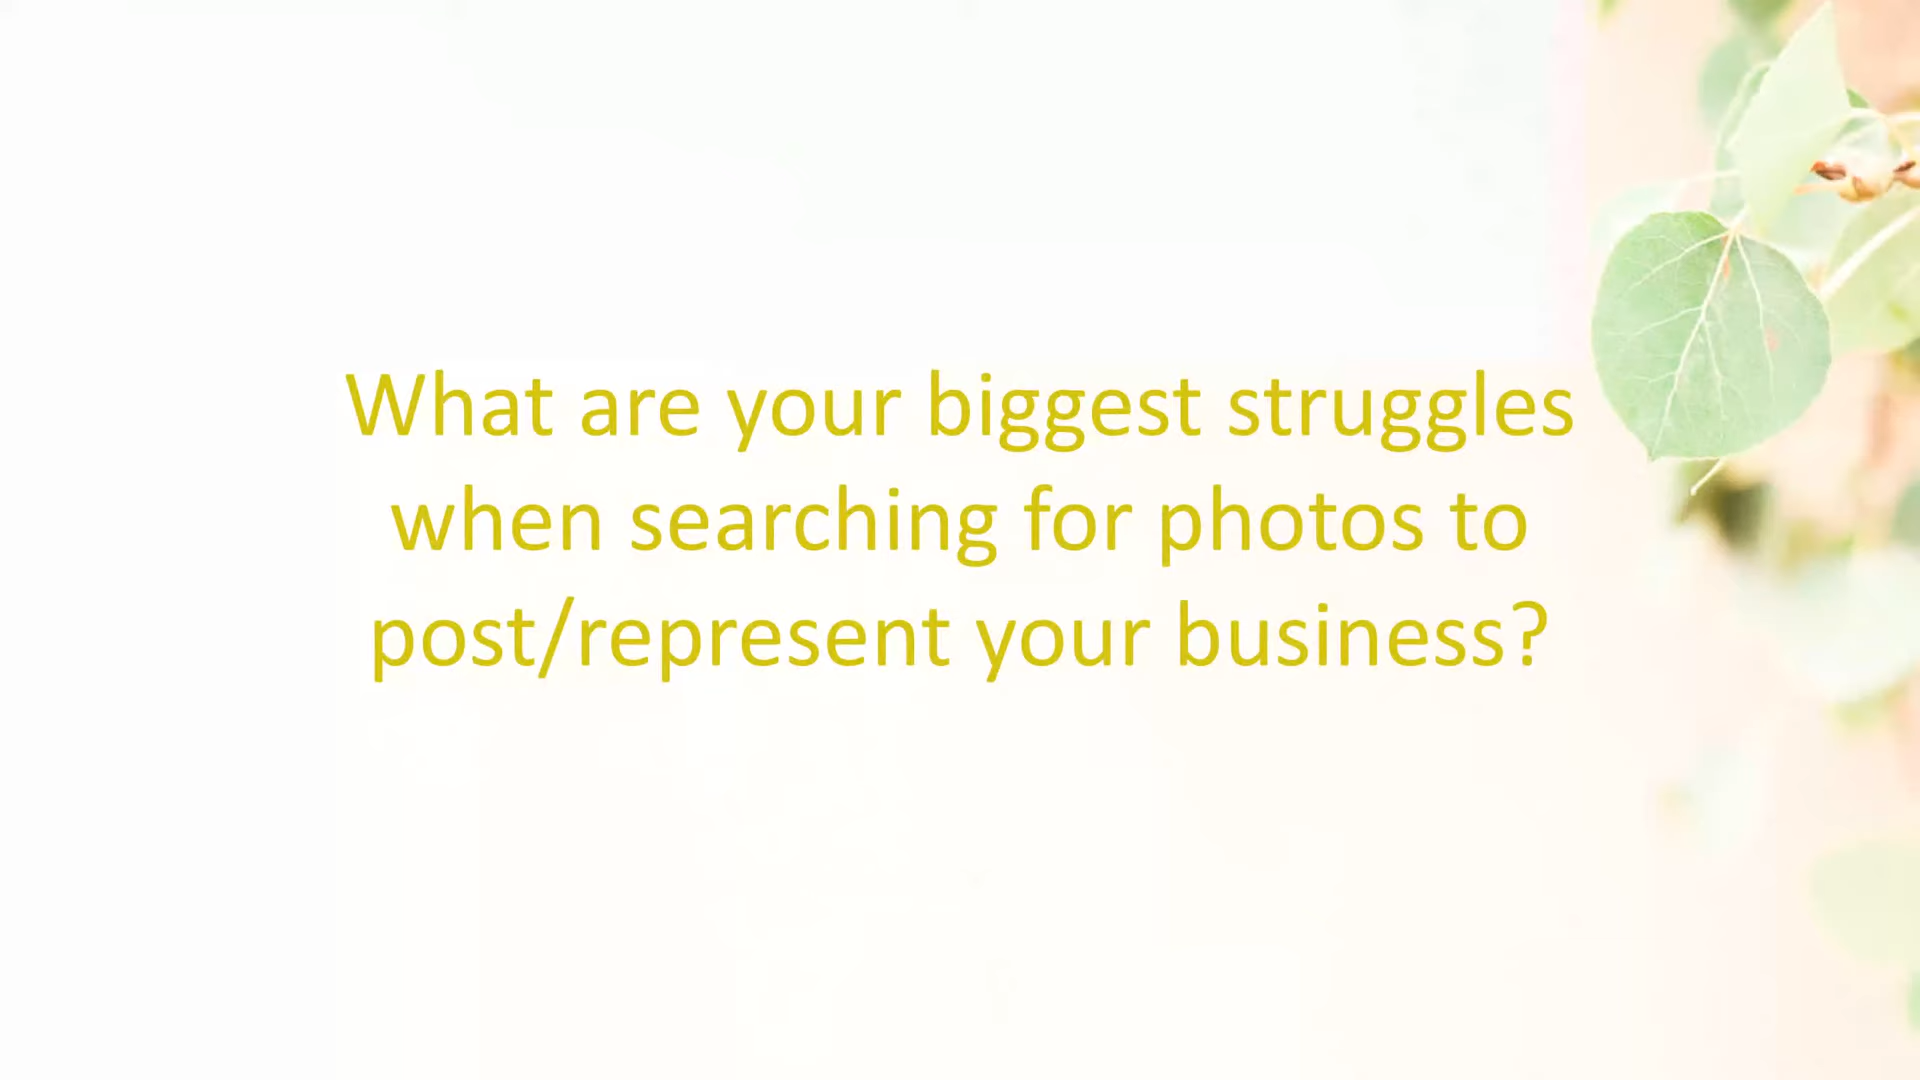 What are your biggest struggles
when searching for photos to
post/represent your business?